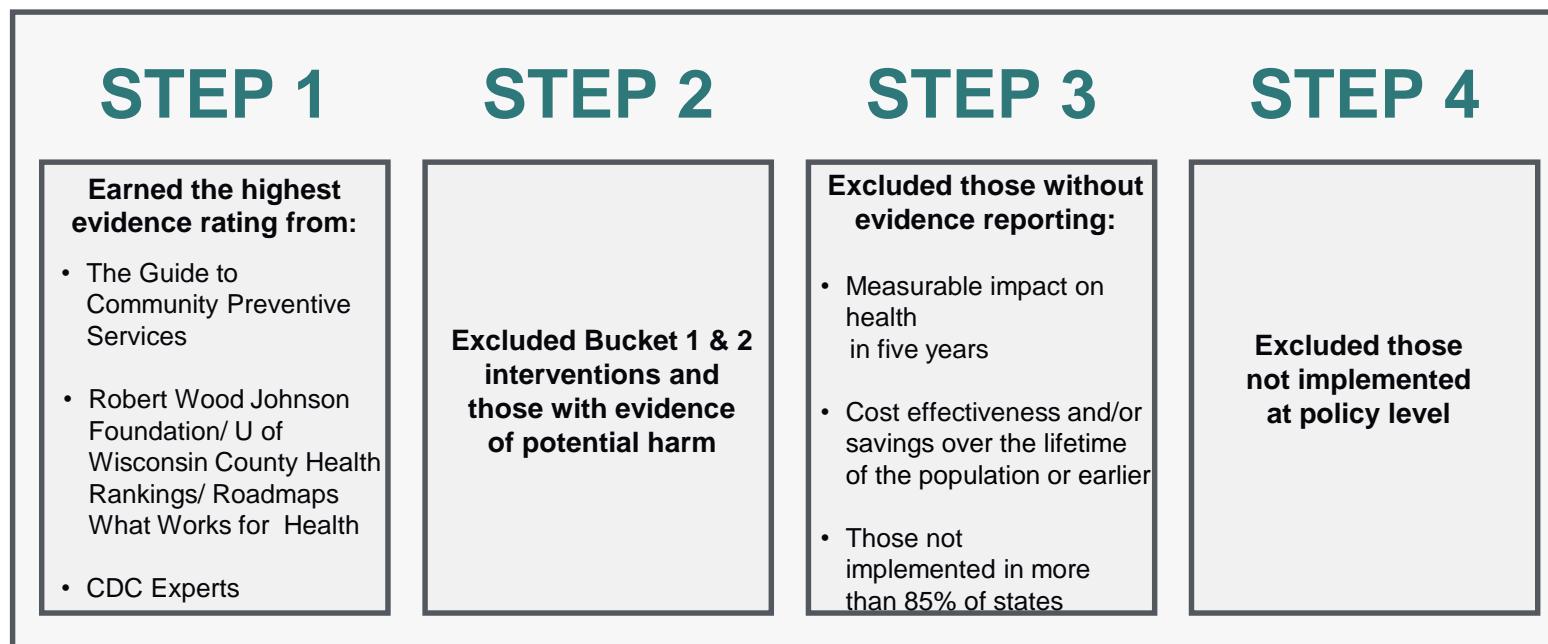 STEP 1
Earned the highest
evidence rating from:
• The Guide to
Community Preventive
Services
• Robert Wood Johnson
Foundation/ U of
Wisconsin County Health
Rankings/ Roadmaps
What Works for Health
• CDC Experts
STEP 2
Excluded Bucket 1 & 2
interventions and
those with evidence
of potential harm
STEP 3
Excluded those without
evidence reporting:
• Measurable impact on
health
in five years
• Cost effectiveness and/or
savings over the lifetime
of the population or earlier
• Those not
implemented in more
than 85% of states
STEP 4
Excluded those
not implemented
at policy level